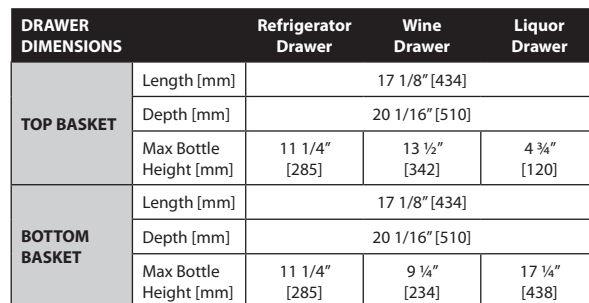 DRAWER DIMENSIONS Refrigerator Drawer Wine Drawer Liquor Drawer
TOP BASKET
Length [mm] 17 1/8” [434]
Depth [mm] 20 1/16” [510]
Max Bottle Height [mm] 11 1/4” [285] 13 ½” [342] 4 ¾” [120]
BOTTOM BASKET
Length [mm] 17 1/8” [434]
Depth [mm] 20 1/16” [510]
Max Bottle Height [mm] 11 1/4” [285] 9 ¼” [234] 17 ¼” [438]